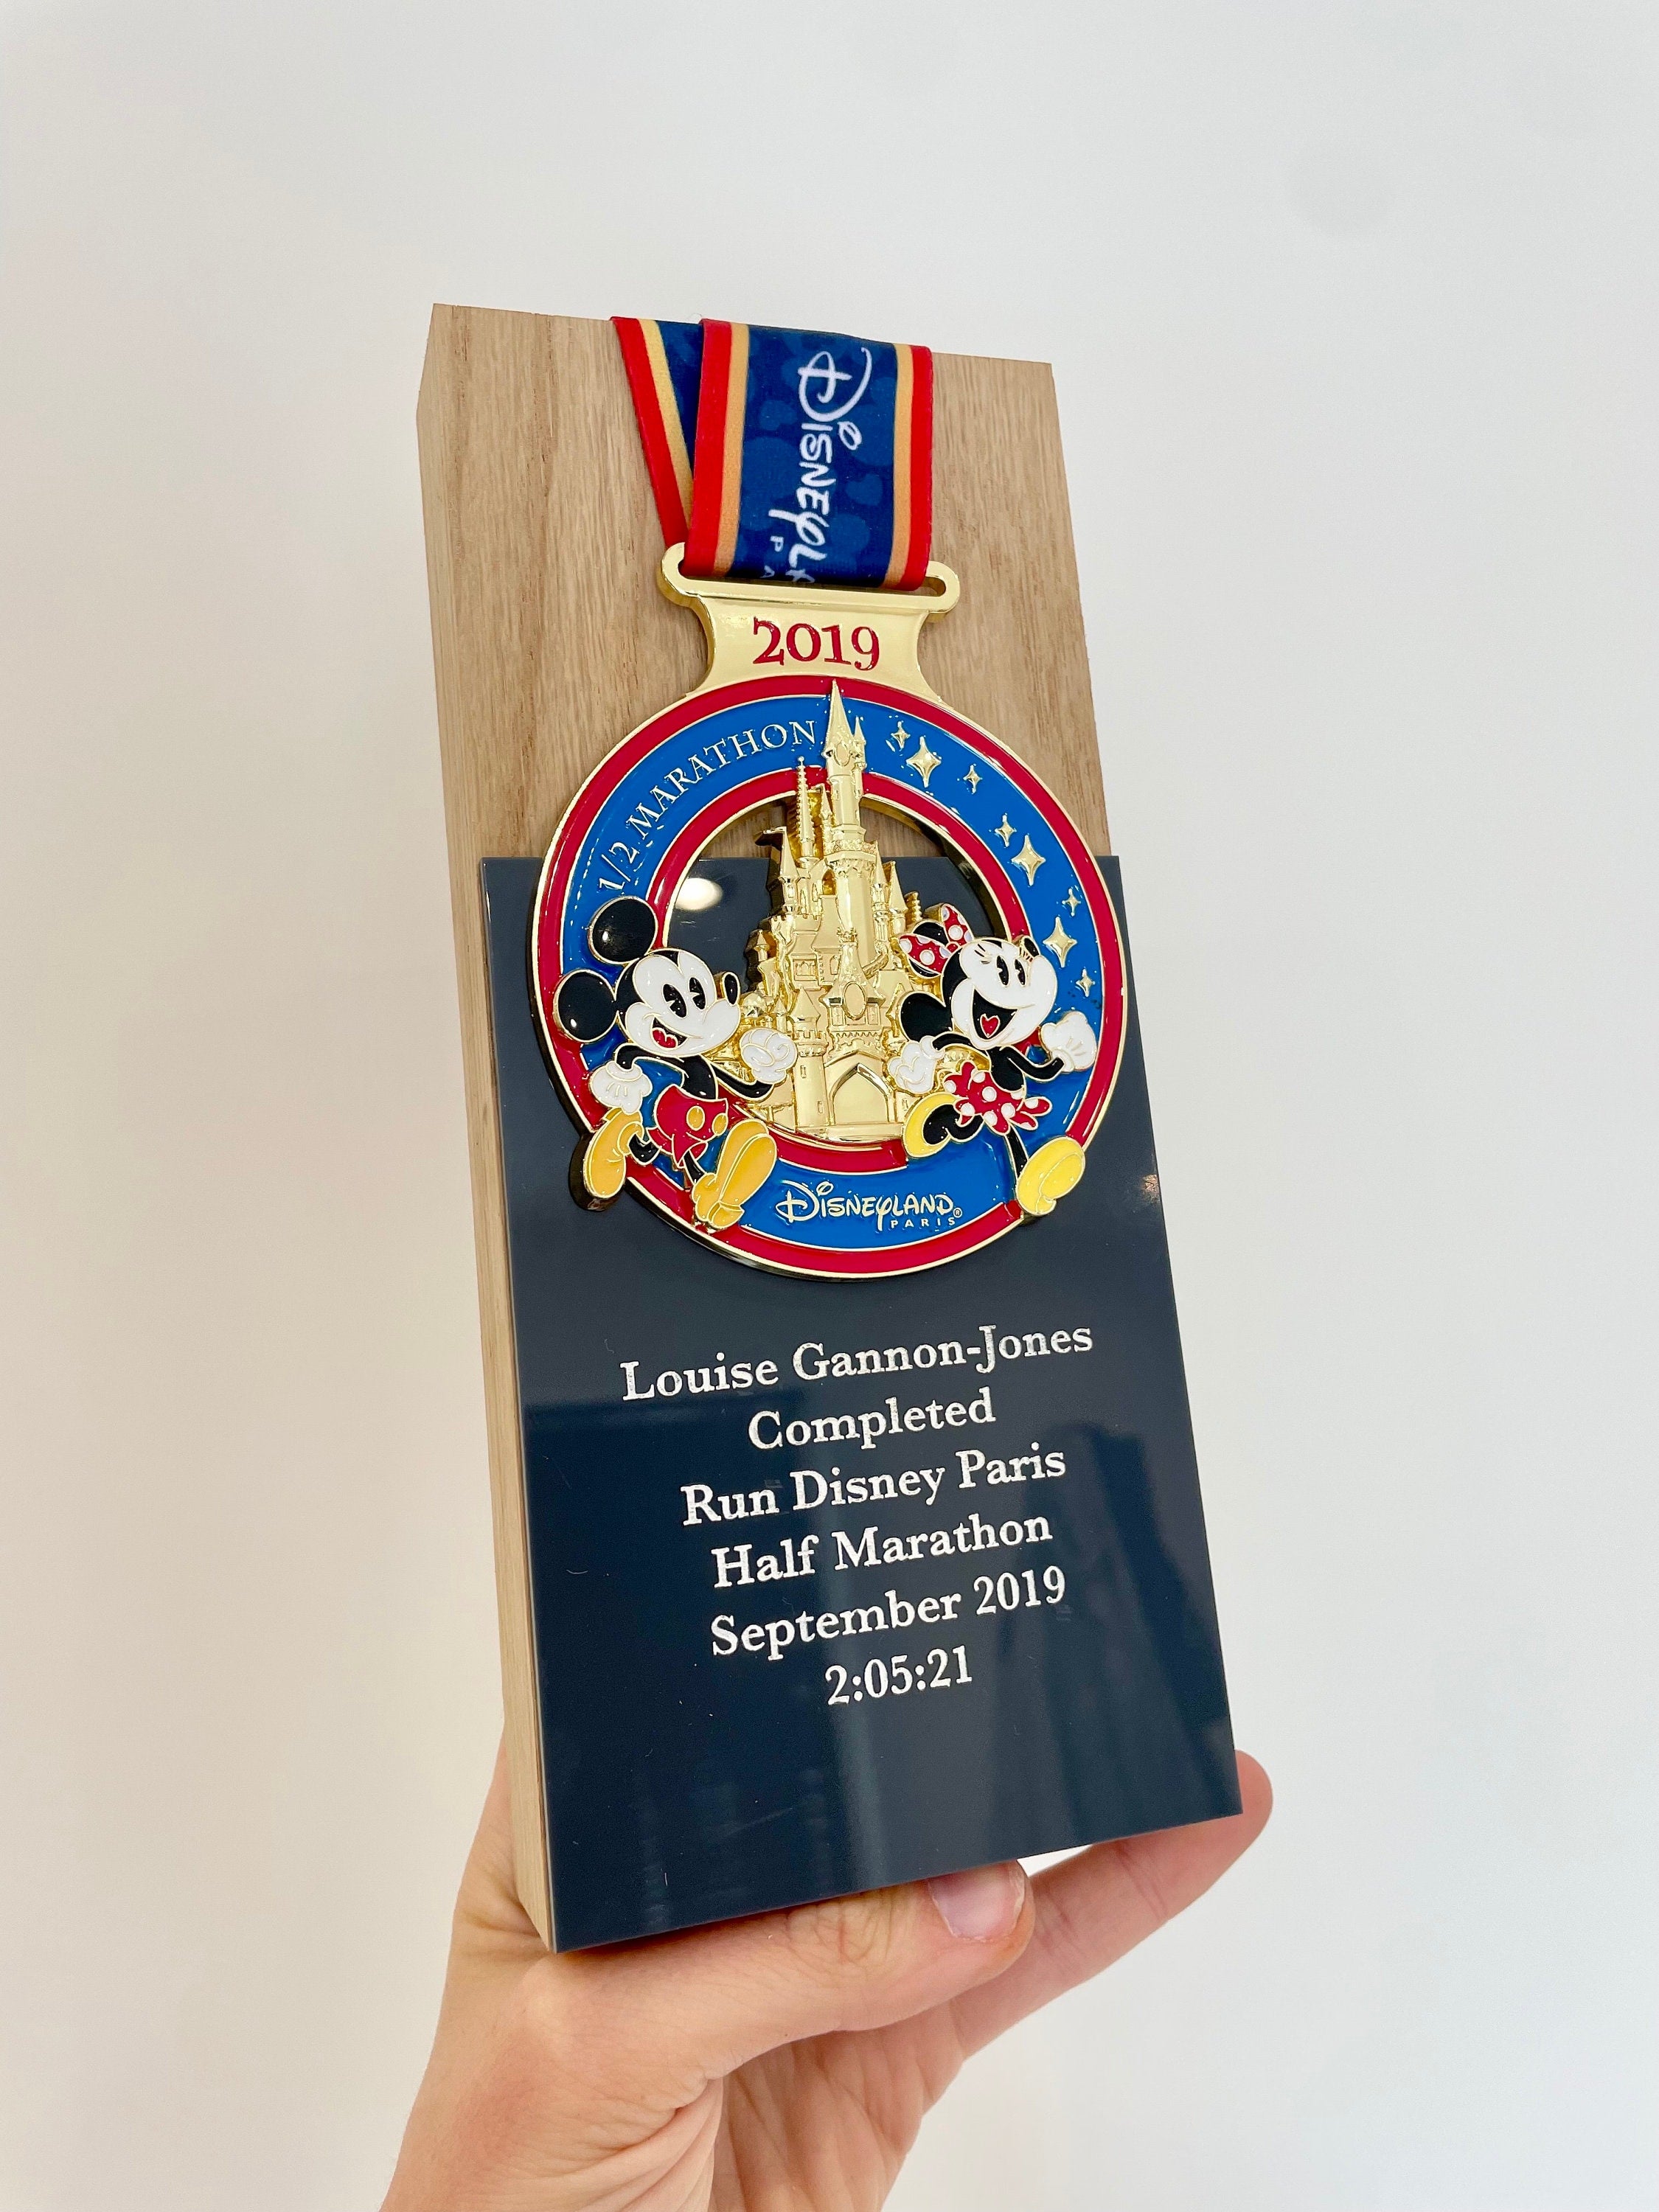 DISNEYL
P A
2019
1/2 MARATHON
DISNEYLAND®
PARIS
Louise Gannon-Jones
Completed
Run Disney Paris
Half Marathon
September 2019
2:05:21